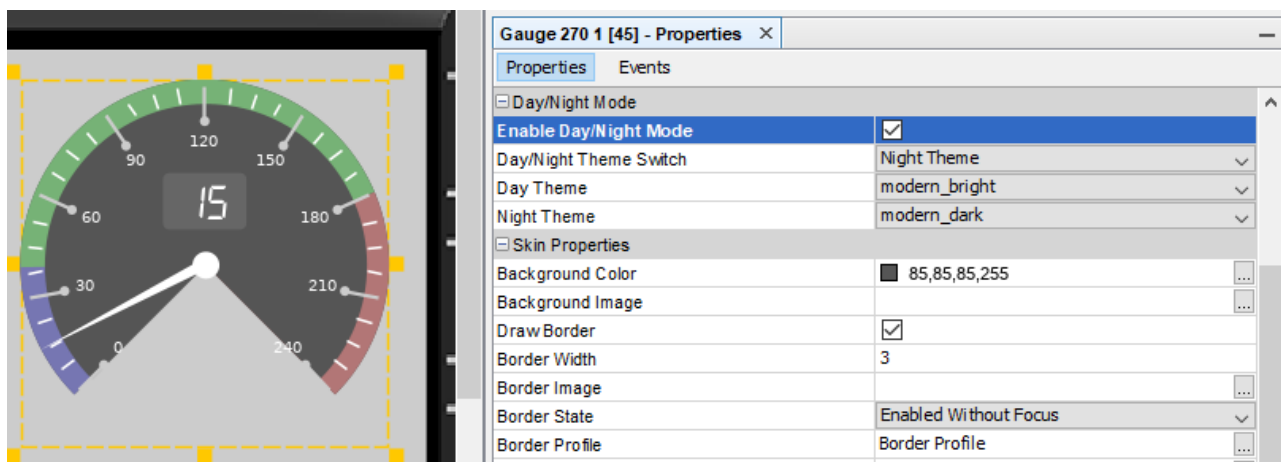 120
90 150
15
60 180
30 210
0 240
Gauge 270 1 [45] - Properties
Properties Events
Day/Night Mode
Enable Day/Night Mode
Day/Night Theme Switch Night Theme
Day Theme modern_bright
Night Theme modern_dark
Skin Properties
Background Color 85,85,85,255 ...
Background Image ...
Draw Border
Border Width 3
Border Image ...
Border State Enabled Without Focus
Border Profile Border Profile ...